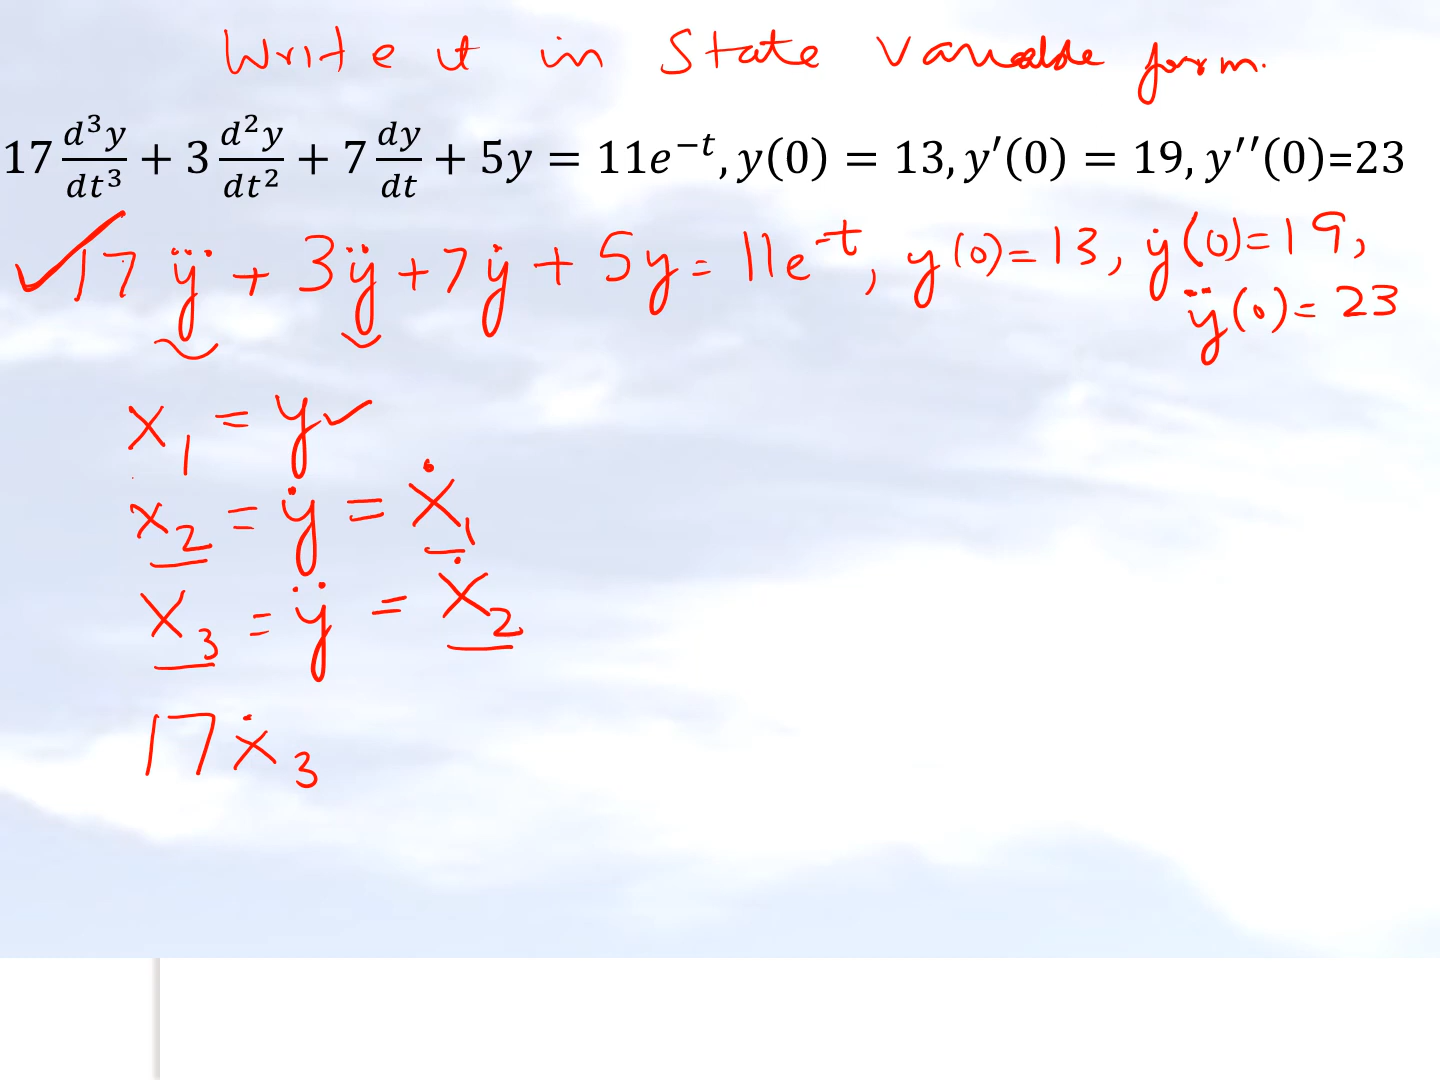 Write it in State Variable form.
17 d³y/dt³ + 3 d²y/dt² + 7 dy/dt + 5y = 11e⁻ᵗ, y(0) = 13, y′(0) = 19, y′′(0)=23
✓17 y⃛ + 3ÿ + 7ẏ + 5y = 11e⁻ᵗ, y(0) = 13, ẏ(0) = 19,
ÿ(0) = 23
x₁ = y ✓
x₂ = ẏ = ẋ₁
x₃ = ÿ = ẋ₂
17ẋ₃